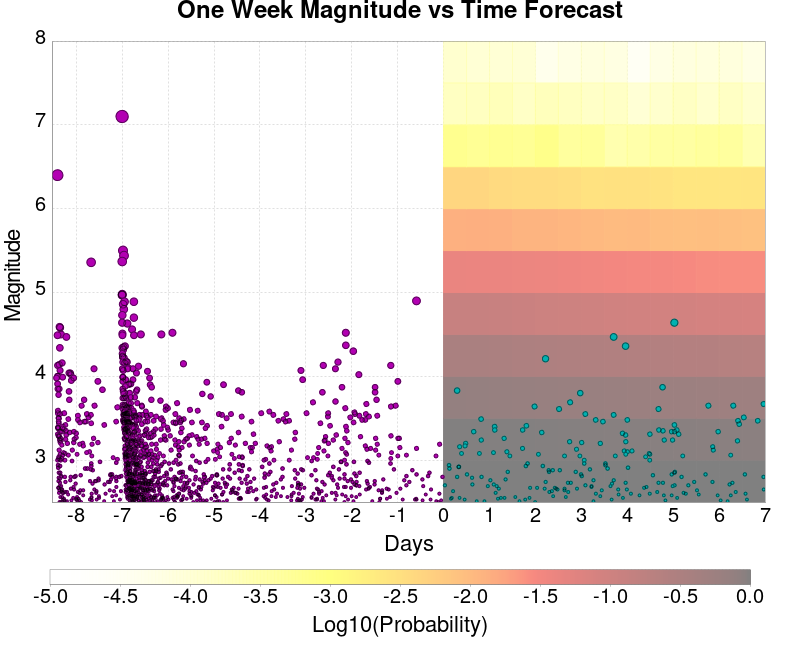 One Week Magnitude vs Time Forecast
8
7
6
5
4
3
Magnitude
-8 -7 -6 -5 -4 -3 -2 -1 0 1 2 3 4 5 6 7
Days
-5.0 -4.5 -4.0 -3.5 -3.0 -2.5 -2.0 -1.5 -1.0 -0.5 0.0
Log10(Probability)